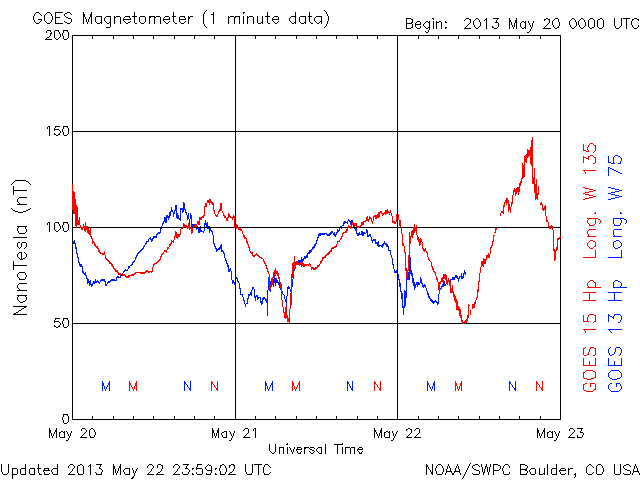 GOES Magnetometer (1 minute data)
Begin: 2013 May 20 0000 UTC
200
150
100
50
0
NanoTesla (nT)
M M N N M M N N M M N N
May 20 May 21 May 22 May 23
Universal Time
GOES 15 Hp Long. W 135
GOES 13 Hp Long. W 75
Updated 2013 May 22 23:59:02 UTC
NOAA/SWPC Boulder, CO USA